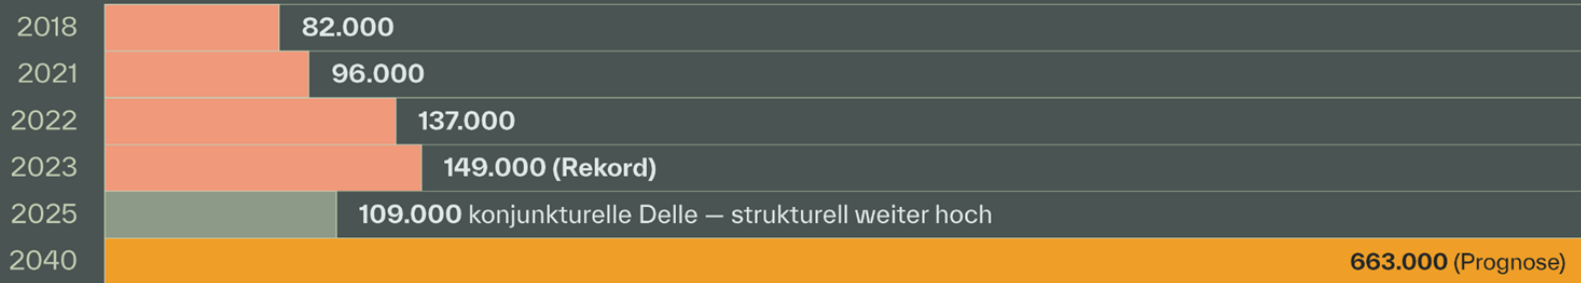 2018 82.000
2021 96.000
2022 137.000
2023 149.000 (Rekord)
2025 109.000 konjunkturelle Delle — strukturell weiter hoch
2040 663.000 (Prognose)